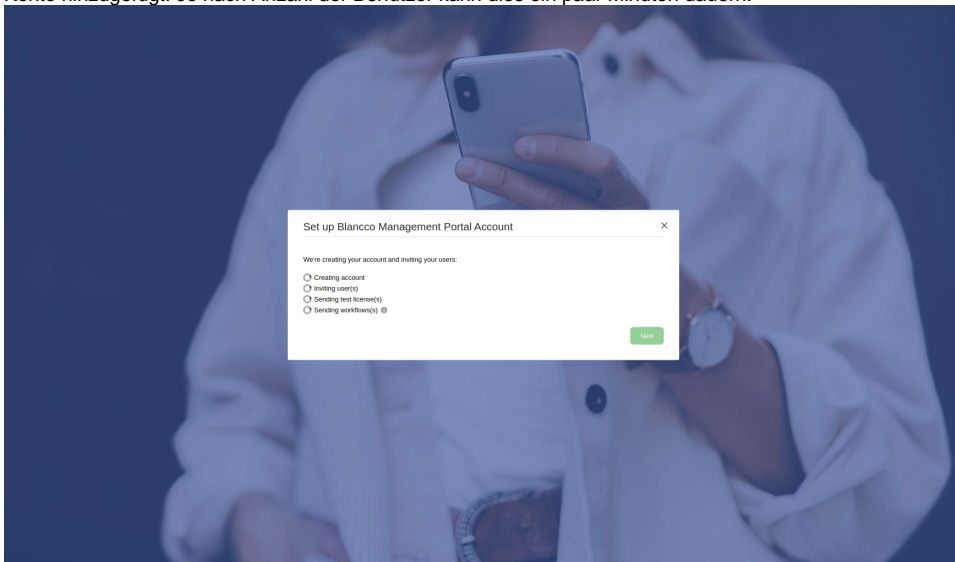 Konto hinzugefügt. Je nach Anzahl der Benutzer kann dies ein paar Minuten dauern.
Set up Blancco Management Portal Account
We're creating your account and inviting your users:
Creating account
Inviting user(s)
Sending test license(s)
Sending workflows(s)
Next